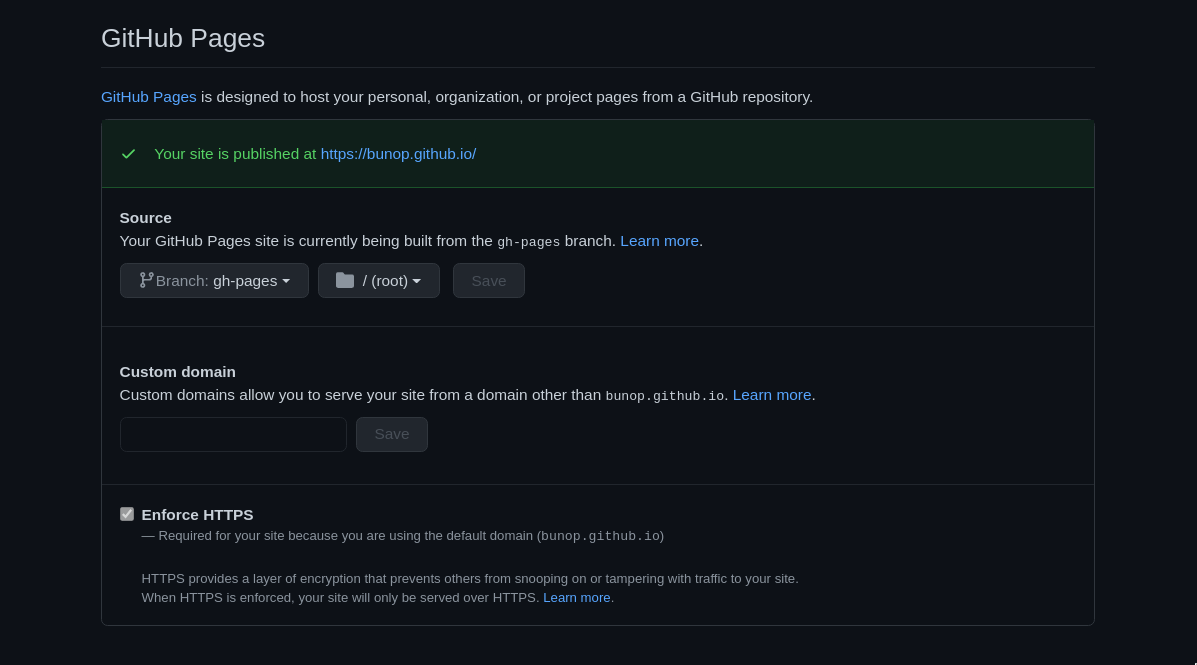 GitHub Pages
GitHub Pages is designed to host your personal, organization, or project pages from a GitHub repository.
Your site is published at https://bunop.github.io/
Source
Your GitHub Pages site is currently being built from the gh-pages branch. Learn more.
Branch: gh-pages / (root) Save
Custom domain
Custom domains allow you to serve your site from a domain other than bunop.github.io. Learn more.
Save
Enforce HTTPS
— Required for your site because you are using the default domain (bunop.github.io)
HTTPS provides a layer of encryption that prevents others from snooping on or tampering with traffic to your site.
When HTTPS is enforced, your site will only be served over HTTPS. Learn more.